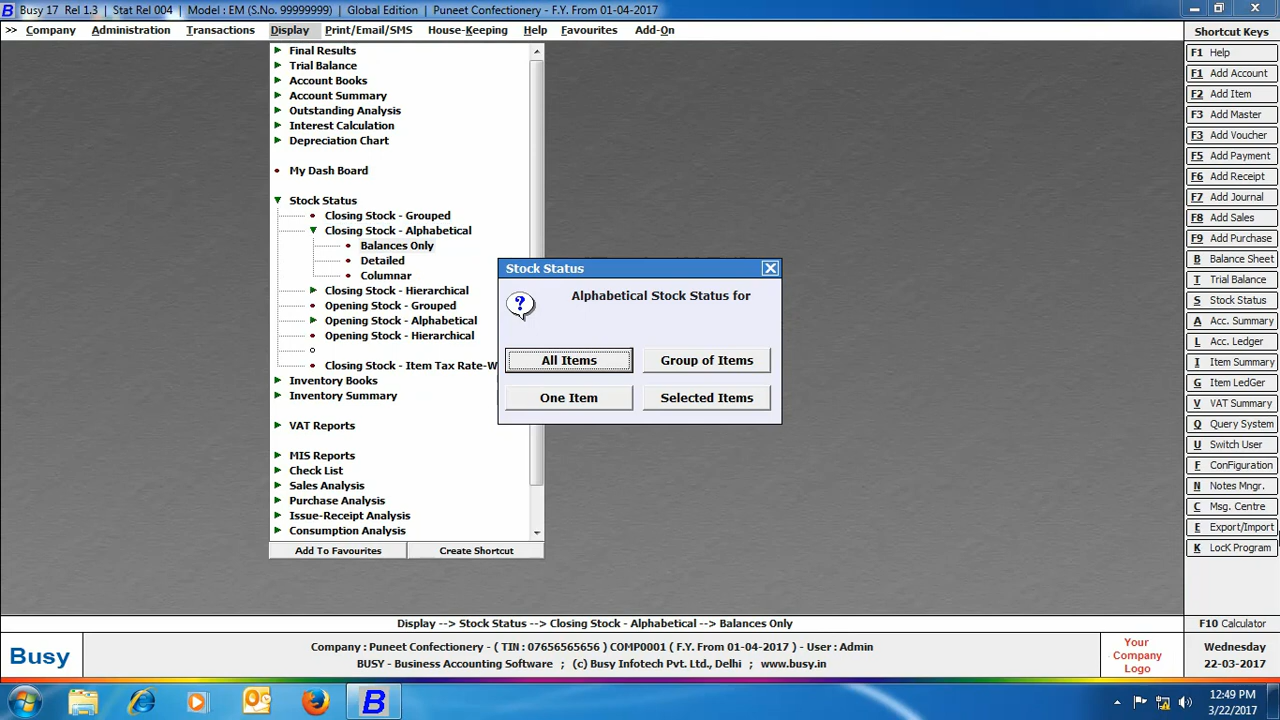 Busy 17 Rel 1.3 | Stat Rel 004 | Model : EM (S.No. 99999999) | Global Edition | Puneet Confectionery - F.Y. From 01-04-2017
>> Company Administration Transactions Display Print/Email/SMS House-Keeping Help Favourites Add-On
Shortcut Keys
Final Results
Trial Balance
Account Books
Account Summary
Outstanding Analysis
Interest Calculation
Depreciation Chart
My Dash Board
Stock Status
Closing Stock - Grouped
Closing Stock - Alphabetical
Balances Only
Detailed
Columnar
Closing Stock - Hierarchical
Opening Stock - Grouped
Opening Stock - Alphabetical
Opening Stock - Hierarchical
Closing Stock - Item Tax Rate-W
Inventory Books
Inventory Summary
VAT Reports
MIS Reports
Check List
Sales Analysis
Purchase Analysis
Issue-Receipt Analysis
Consumption Analysis
Add To Favourites Create Shortcut
Stock Status
?
Alphabetical Stock Status for
All Items Group of Items
One Item Selected Items
F1 Help
F1 Add Account
F2 Add Item
F3 Add Master
F3 Add Voucher
F5 Add Payment
F6 Add Receipt
F7 Add Journal
F8 Add Sales
F9 Add Purchase
B Balance Sheet
T Trial Balance
S Stock Status
A Acc. Summary
L Acc. Ledger
I Item Summary
G Item LedGer
V VAT Summary
Q Query System
U Switch User
F ConFiguration
N Notes Mngr.
C Msg. Centre
E Export/Import
K LocK Program
Display --> Stock Status --> Closing Stock - Alphabetical --> Balances Only
F10 Calculator
Busy
Company : Puneet Confectionery - ( TIN : 07656565656 ) COMP0001 ( F.Y. From 01-04-2017 ) - User : Admin
BUSY - Business Accounting Software ; (c) Busy Infotech Pvt. Ltd., Delhi ; www.busy.in
Your
Company
Logo
Wednesday
22-03-2017
12:49 PM
3/22/2017